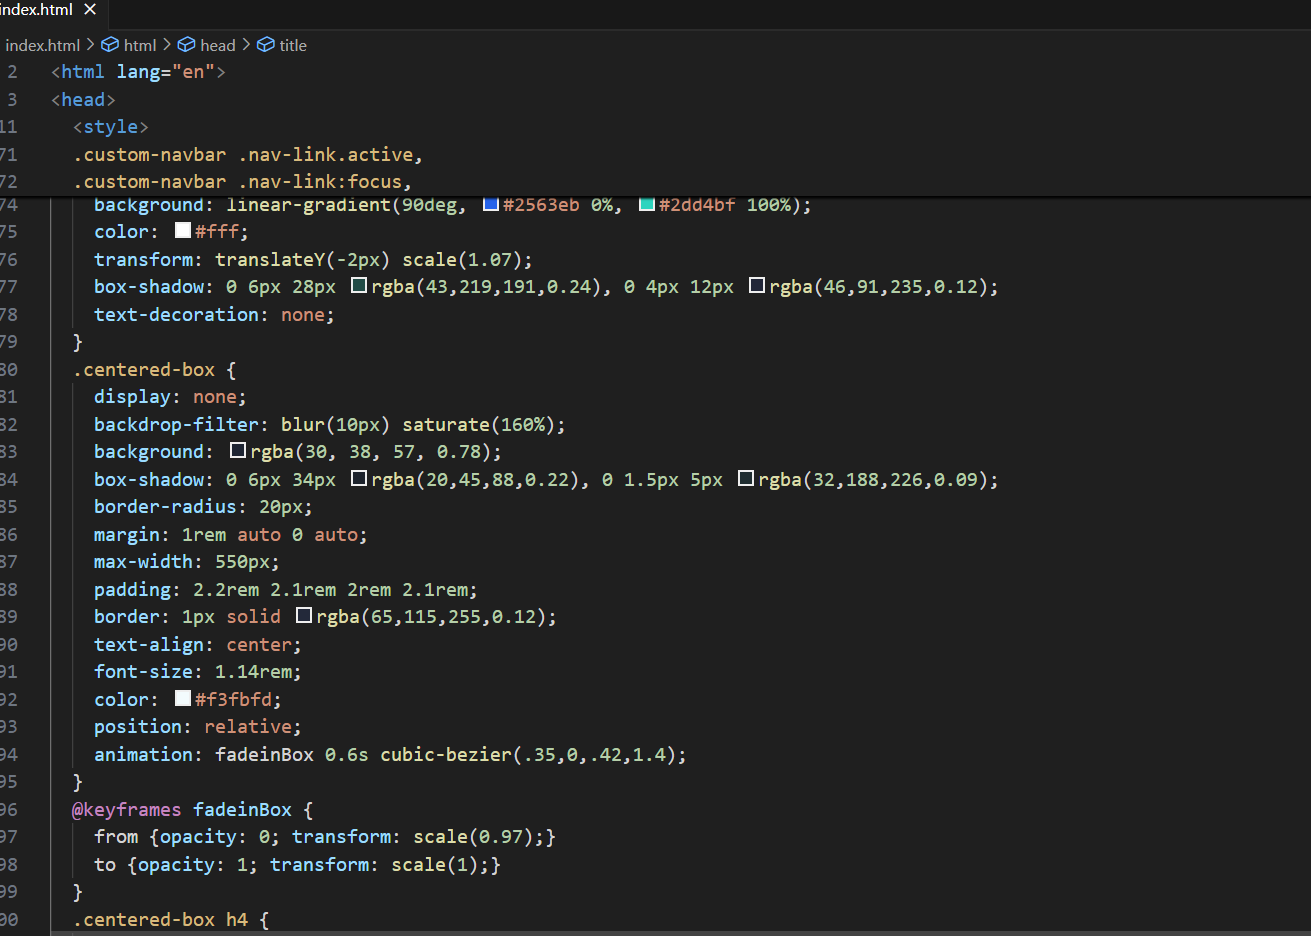 index.html ×
index.html > html > head > title
2 <html lang="en">
3 <head>
11 <style>
71 .custom-navbar .nav-link.active,
72 .custom-navbar .nav-link:focus,
74 background: linear-gradient(90deg, #2563eb 0%, #2dd4bf 100%);
75 color: #fff;
76 transform: translateY(-2px) scale(1.07);
77 box-shadow: 0 6px 28px rgba(43,219,191,0.24), 0 4px 12px rgba(46,91,235,0.12);
78 text-decoration: none;
79 }
80 .centered-box {
81 display: none;
82 backdrop-filter: blur(10px) saturate(160%);
83 background: rgba(30, 38, 57, 0.78);
84 box-shadow: 0 6px 34px rgba(20,45,88,0.22), 0 1.5px 5px rgba(32,188,226,0.09);
85 border-radius: 20px;
86 margin: 1rem auto 0 auto;
87 max-width: 550px;
88 padding: 2.2rem 2.1rem 2rem 2.1rem;
89 border: 1px solid rgba(65,115,255,0.12);
90 text-align: center;
91 font-size: 1.14rem;
92 color: #f3fbfd;
93 position: relative;
94 animation: fadeinBox 0.6s cubic-bezier(.35,0,.42,1.4);
95 }
96 @keyframes fadeinBox {
97 from {opacity: 0; transform: scale(0.97);}
98 to {opacity: 1; transform: scale(1);}
99 }
00 .centered-box h4 {